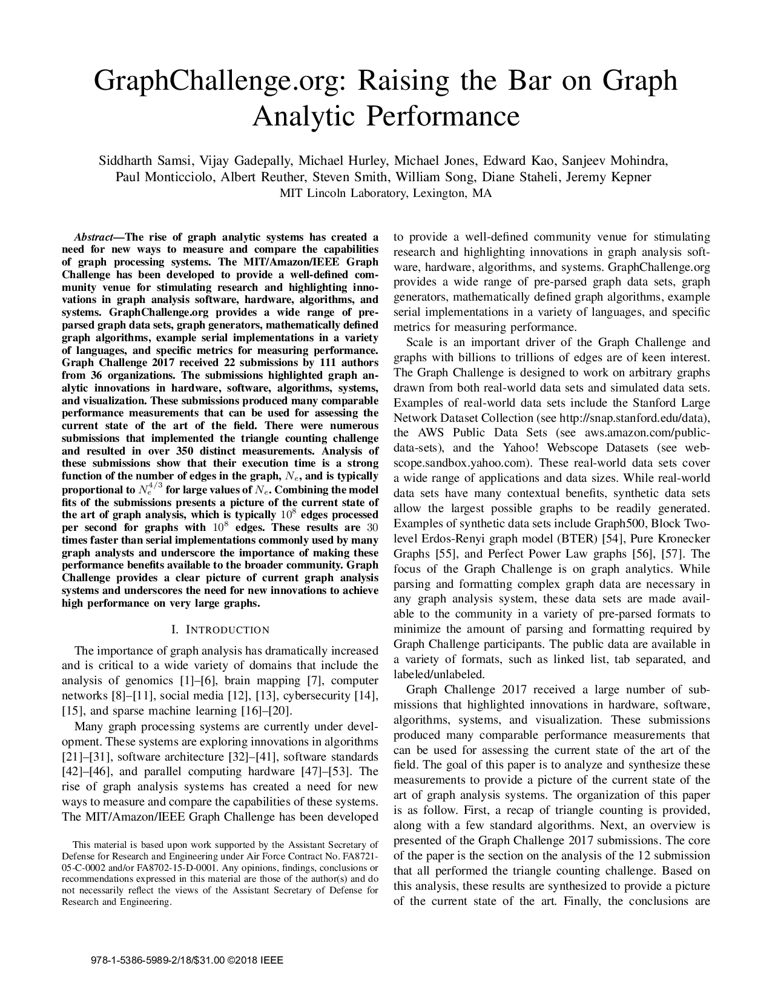 GraphChallenge.org: Raising the Bar on Graph
Analytic Performance
Siddharth Samsi, Vijay Gadepally, Michael Hurley, Michael Jones, Edward Kao, Sanjeev Mohindra,
Paul Monticciolo, Albert Reuther, Steven Smith, William Song, Diane Staheli, Jeremy Kepner
MIT Lincoln Laboratory, Lexington, MA
Abstract—The rise of graph analytic systems has created a
need for new ways to measure and compare the capabilities
of graph processing systems. The MIT/Amazon/IEEE Graph
Challenge has been developed to provide a well-defined com-
munity venue for stimulating research and highlighting inno-
vations in graph analysis software, hardware, algorithms, and
systems. GraphChallenge.org provides a wide range of pre-
parsed graph data sets, graph generators, mathematically defined
graph algorithms, example serial implementations in a variety
of languages, and specific metrics for measuring performance.
Graph Challenge 2017 received 22 submissions by 111 authors
from 36 organizations. The submissions highlighted graph an-
alytic innovations in hardware, software, algorithms, systems,
and visualization. These submissions produced many comparable
performance measurements that can be used for assessing the
current state of the art of the field. There were numerous
submissions that implemented the triangle counting challenge
and resulted in over 350 distinct measurements. Analysis of
these submissions show that their execution time is a strong
function of the number of edges in the graph, Nₑ, and is typically
proportional to Nₑ^4/3 for large values of Nₑ. Combining the model
fits of the submissions presents a picture of the current state of
the art of graph analysis, which is typically 10⁸ edges processed
per second for graphs with 10⁸ edges. These results are 30
times faster than serial implementations commonly used by many
graph analysts and underscore the importance of making these
performance benefits available to the broader community. Graph
Challenge provides a clear picture of current graph analysis
systems and underscores the need for new innovations to achieve
high performance on very large graphs.
I. INTRODUCTION
The importance of graph analysis has dramatically increased
and is critical to a wide variety of domains that include the
analysis of genomics [1]–[6], brain mapping [7], computer
networks [8]–[11], social media [12], [13], cybersecurity [14],
[15], and sparse machine learning [16]–[20].
Many graph processing systems are currently under devel-
opment. These systems are exploring innovations in algorithms
[21]–[31], software architecture [32]–[41], software standards
[42]–[46], and parallel computing hardware [47]–[53]. The
rise of graph analysis systems has created a need for new
ways to measure and compare the capabilities of these systems.
The MIT/Amazon/IEEE Graph Challenge has been developed
This material is based upon work supported by the Assistant Secretary of
Defense for Research and Engineering under Air Force Contract No. FA8721-
05-C-0002 and/or FA8702-15-D-0001. Any opinions, findings, conclusions or
recommendations expressed in this material are those of the author(s) and do
not necessarily reflect the views of the Assistant Secretary of Defense for
Research and Engineering.
to provide a well-defined community venue for stimulating
research and highlighting innovations in graph analysis soft-
ware, hardware, algorithms, and systems. GraphChallenge.org
provides a wide range of pre-parsed graph data sets, graph
generators, mathematically defined graph algorithms, example
serial implementations in a variety of languages, and specific
metrics for measuring performance.
Scale is an important driver of the Graph Challenge and
graphs with billions to trillions of edges are of keen interest.
The Graph Challenge is designed to work on arbitrary graphs
drawn from both real-world data sets and simulated data sets.
Examples of real-world data sets include the Stanford Large
Network Dataset Collection (see http://snap.stanford.edu/data),
the AWS Public Data Sets (see aws.amazon.com/public-
data-sets), and the Yahoo! Webscope Datasets (see web-
scope.sandbox.yahoo.com). These real-world data sets cover
a wide range of applications and data sizes. While real-world
data sets have many contextual benefits, synthetic data sets
allow the largest possible graphs to be readily generated.
Examples of synthetic data sets include Graph500, Block Two-
level Erdos-Renyi graph model (BTER) [54], Pure Kronecker
Graphs [55], and Perfect Power Law graphs [56], [57]. The
focus of the Graph Challenge is on graph analytics. While
parsing and formatting complex graph data are necessary in
any graph analysis system, these data sets are made avail-
able to the community in a variety of pre-parsed formats to
minimize the amount of parsing and formatting required by
Graph Challenge participants. The public data are available in
a variety of formats, such as linked list, tab separated, and
labeled/unlabeled.
Graph Challenge 2017 received a large number of sub-
missions that highlighted innovations in hardware, software,
algorithms, systems, and visualization. These submissions
produced many comparable performance measurements that
can be used for assessing the current state of the art of the
field. The goal of this paper is to analyze and synthesize these
measurements to provide a picture of the current state of the
art of graph analysis systems. The organization of this paper
is as follow. First, a recap of triangle counting is provided,
along with a few standard algorithms. Next, an overview is
presented of the Graph Challenge 2017 submissions. The core
of the paper is the section on the analysis of the 12 submission
that all performed the triangle counting challenge. Based on
this analysis, these results are synthesized to provide a picture
of the current state of the art. Finally, the conclusions are
978-1-5386-5989-2/18/$31.00 ©2018 IEEE